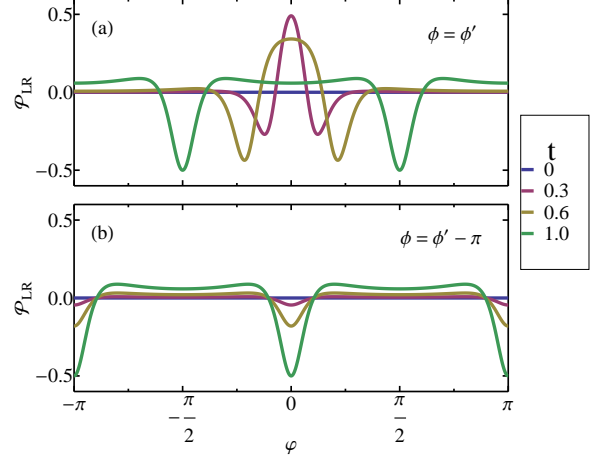 0.5
(a)
ϕ = ϕ′
𝒫LR
0.0
−0.5
t
0
0.3
0.6
1.0
0.5
(b)
ϕ = ϕ′ − π
𝒫LR
0.0
−0.5
−π
−π/2
0
π/2
π
φ